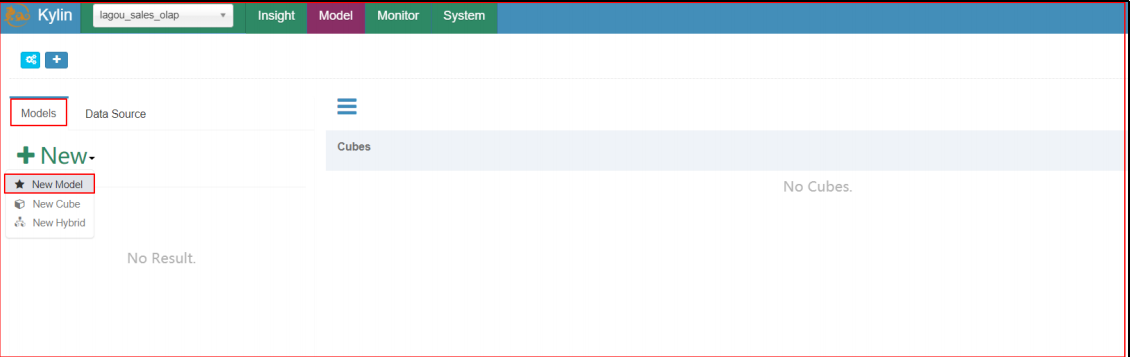 Kylin lagou_sales_olap Insight Model Monitor System
Models Data Source
New
New Model
New Cube
New Hybrid
No Result.
Cubes
No Cubes.